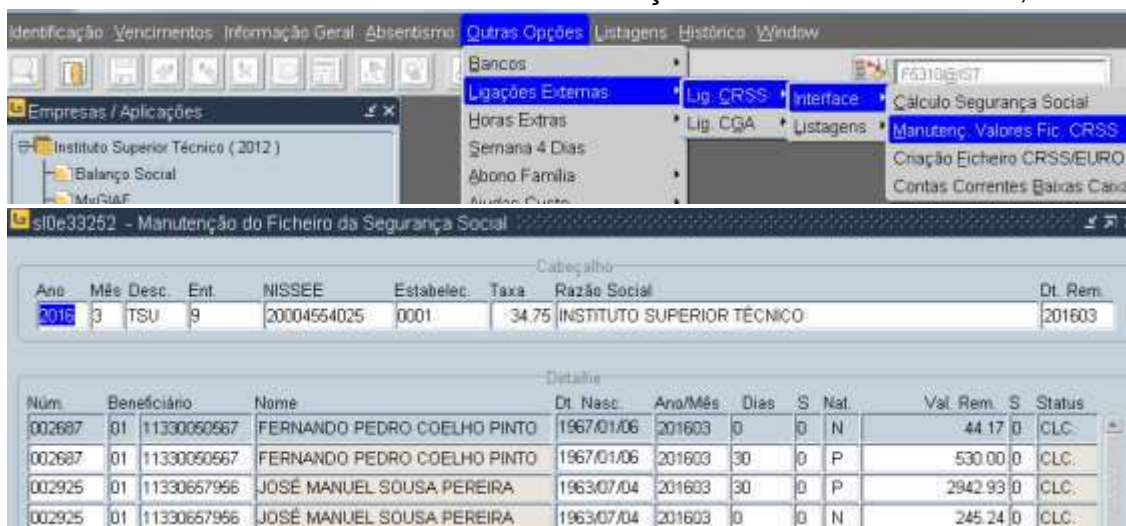 Identificação Vencimentos Informação Geral Absentismo Outras Opções Listagens Histórico Window
Bancos
F5310@IST
Ligações Externas Lig. CRSS Interface Cálculo Segurança Social
Empresas / Aplicações
Horas Extras Lig. CGA Listagens Manutenç. Valores Fic. CRSS
Instituto Superior Técnico ( 2012 )
Semana 4 Dias Criação Ficheiro CRSS/EURO
Balanço Social
Abono Família Contas Correntes Baixas Caixa
MyGIAF
Ajudas Custo
sl0e33252 - Manutenção do Ficheiro da Segurança Social
Cabeçalho
Ano Mês Desc. Ent. NISSEE Estabelec. Taxa Razão Social Dt. Rem.
2016 3 TSU 9 20004554025 0001 34.75 INSTITUTO SUPERIOR TÉCNICO 201603
Detalhe
Núm. Beneficiário Nome Dt. Nasc. Ano/Mês Dias S Nat. Val. Rem. S Status
002687 01 11330050567 FERNANDO PEDRO COELHO PINTO 1967/01/06 201603 0 0 N 44.17 0 CLC.
002687 01 11330050567 FERNANDO PEDRO COELHO PINTO 1967/01/06 201603 30 0 P 530.00 0 CLC.
002925 01 11330657956 JOSÉ MANUEL SOUSA PEREIRA 1963/07/04 201603 30 0 P 2942.93 0 CLC.
002925 01 11330657956 JOSÉ MANUEL SOUSA PEREIRA 1963/07/04 201603 0 0 N 245.24 0 CLC.